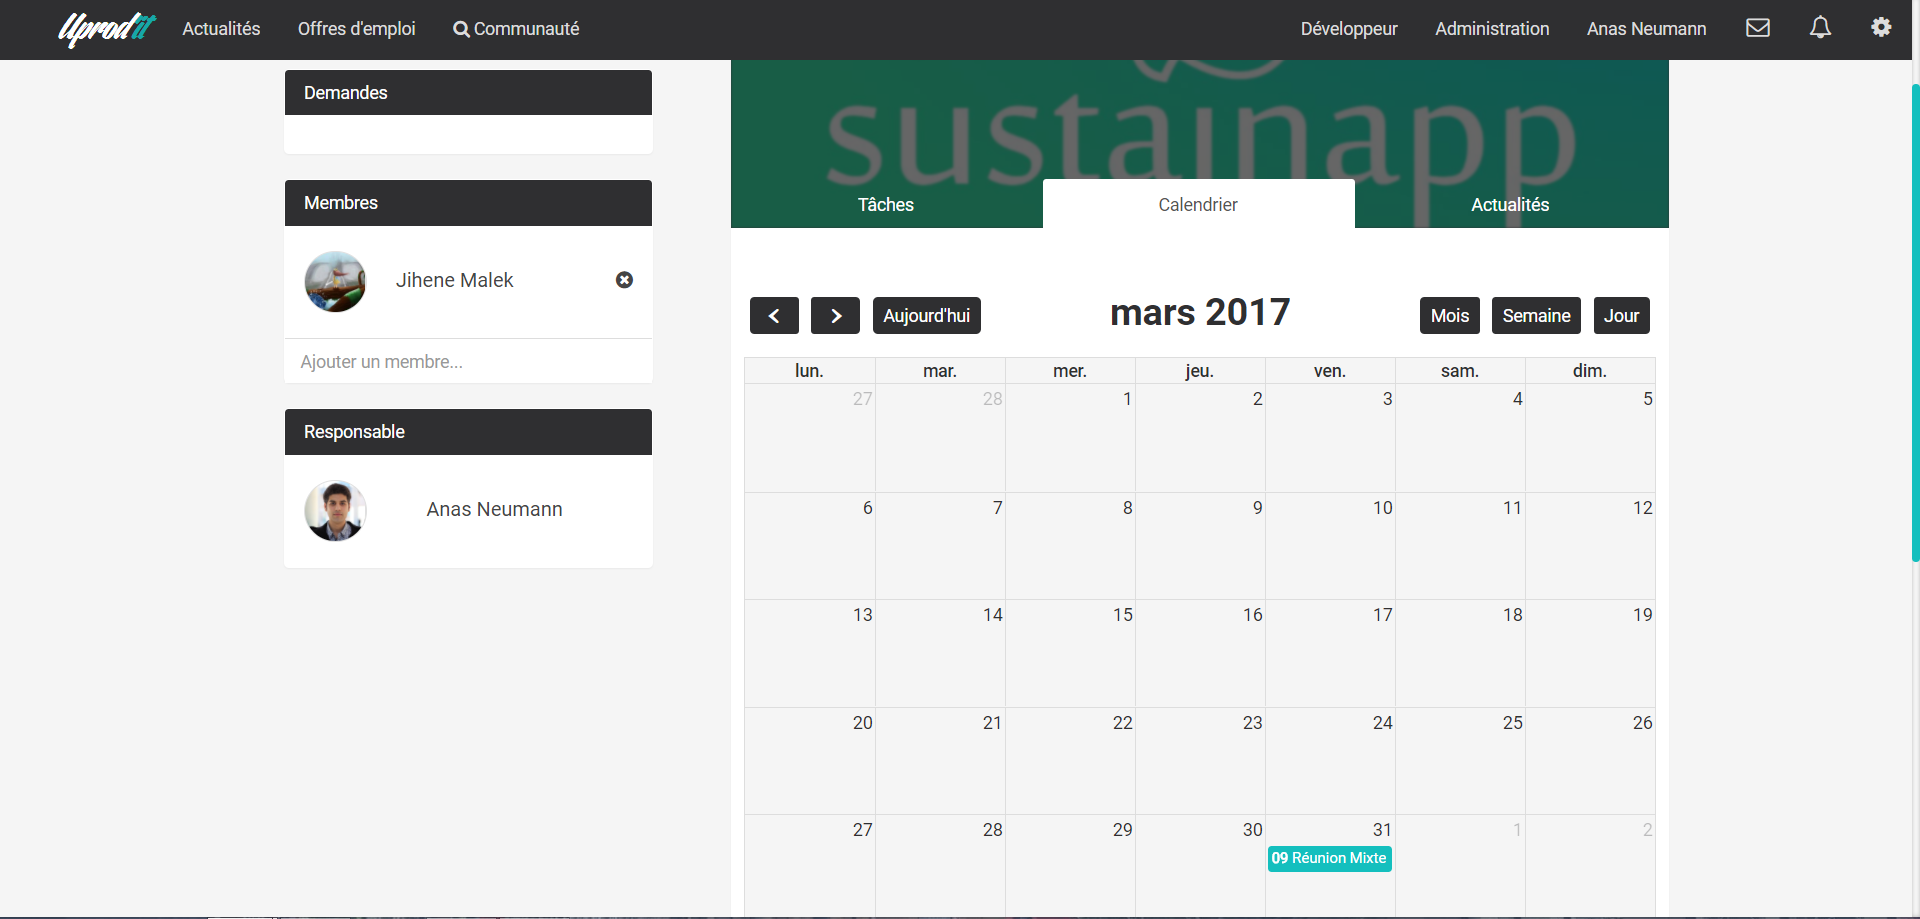 Uprodit Actualités Offres d'emploi Communauté Développeur Administration Anas Neumann
Demandes
Membres
Jihene Malek
Ajouter un membre...
Responsable
Anas Neumann
sustainapp
Tâches Calendrier Actualités
Aujourd'hui mars 2017 Mois Semaine Jour
lun. mar. mer. jeu. ven. sam. dim.
27 28 1 2 3 4 5
6 7 8 9 10 11 12
13 14 15 16 17 18 19
20 21 22 23 24 25 26
27 28 29 30 31 1 2
09 Réunion Mixte